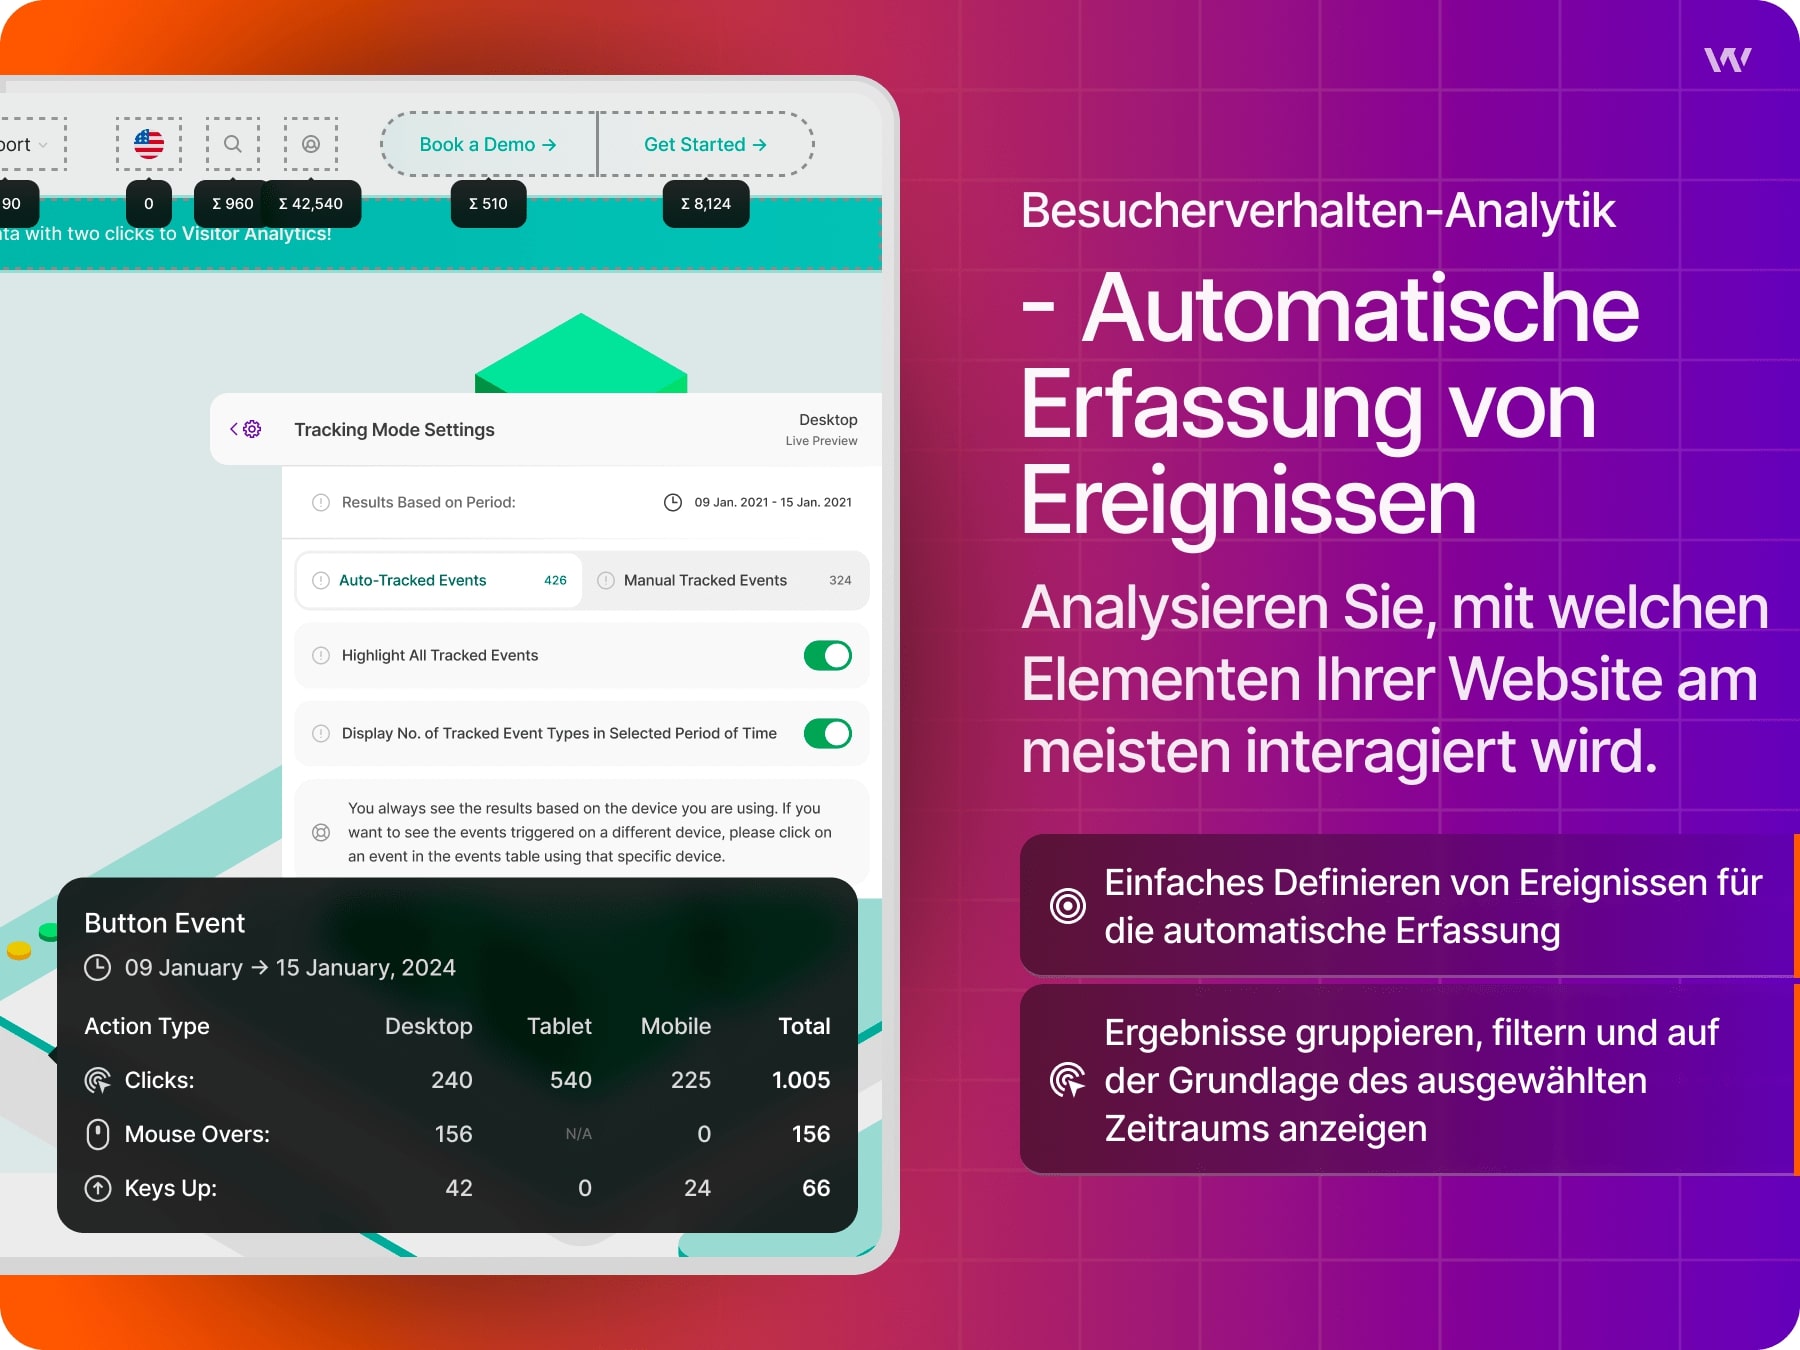 Book a Demo →
Get Started →
90
0
Σ 960
Σ 42,540
Σ 510
Σ 8,124
with two clicks to Visitor Analytics!
Tracking Mode Settings
Desktop
Live Preview
Results Based on Period:
09 Jan. 2021 - 15 Jan. 2021
Auto-Tracked Events 426
Manual Tracked Events 324
Highlight All Tracked Events
Display No. of Tracked Event Types in Selected Period of Time
You always see the results based on the device you are using. If you
want to see the events triggered on a different device, please click on
an event in the events table using that specific device.
Button Event
09 January → 15 January, 2024
Action Type Desktop Tablet Mobile Total
Clicks: 240 540 225 1.005
Mouse Overs: 156 N/A 0 156
Keys Up: 42 0 24 66
Besucherverhalten-Analytik
- Automatische
Erfassung von
Ereignissen
Analysieren Sie, mit welchen
Elementen Ihrer Website am
meisten interagiert wird.
Einfaches Definieren von Ereignissen für
die automatische Erfassung
Ergebnisse gruppieren, filtern und auf
der Grundlage des ausgewählten
Zeitraums anzeigen